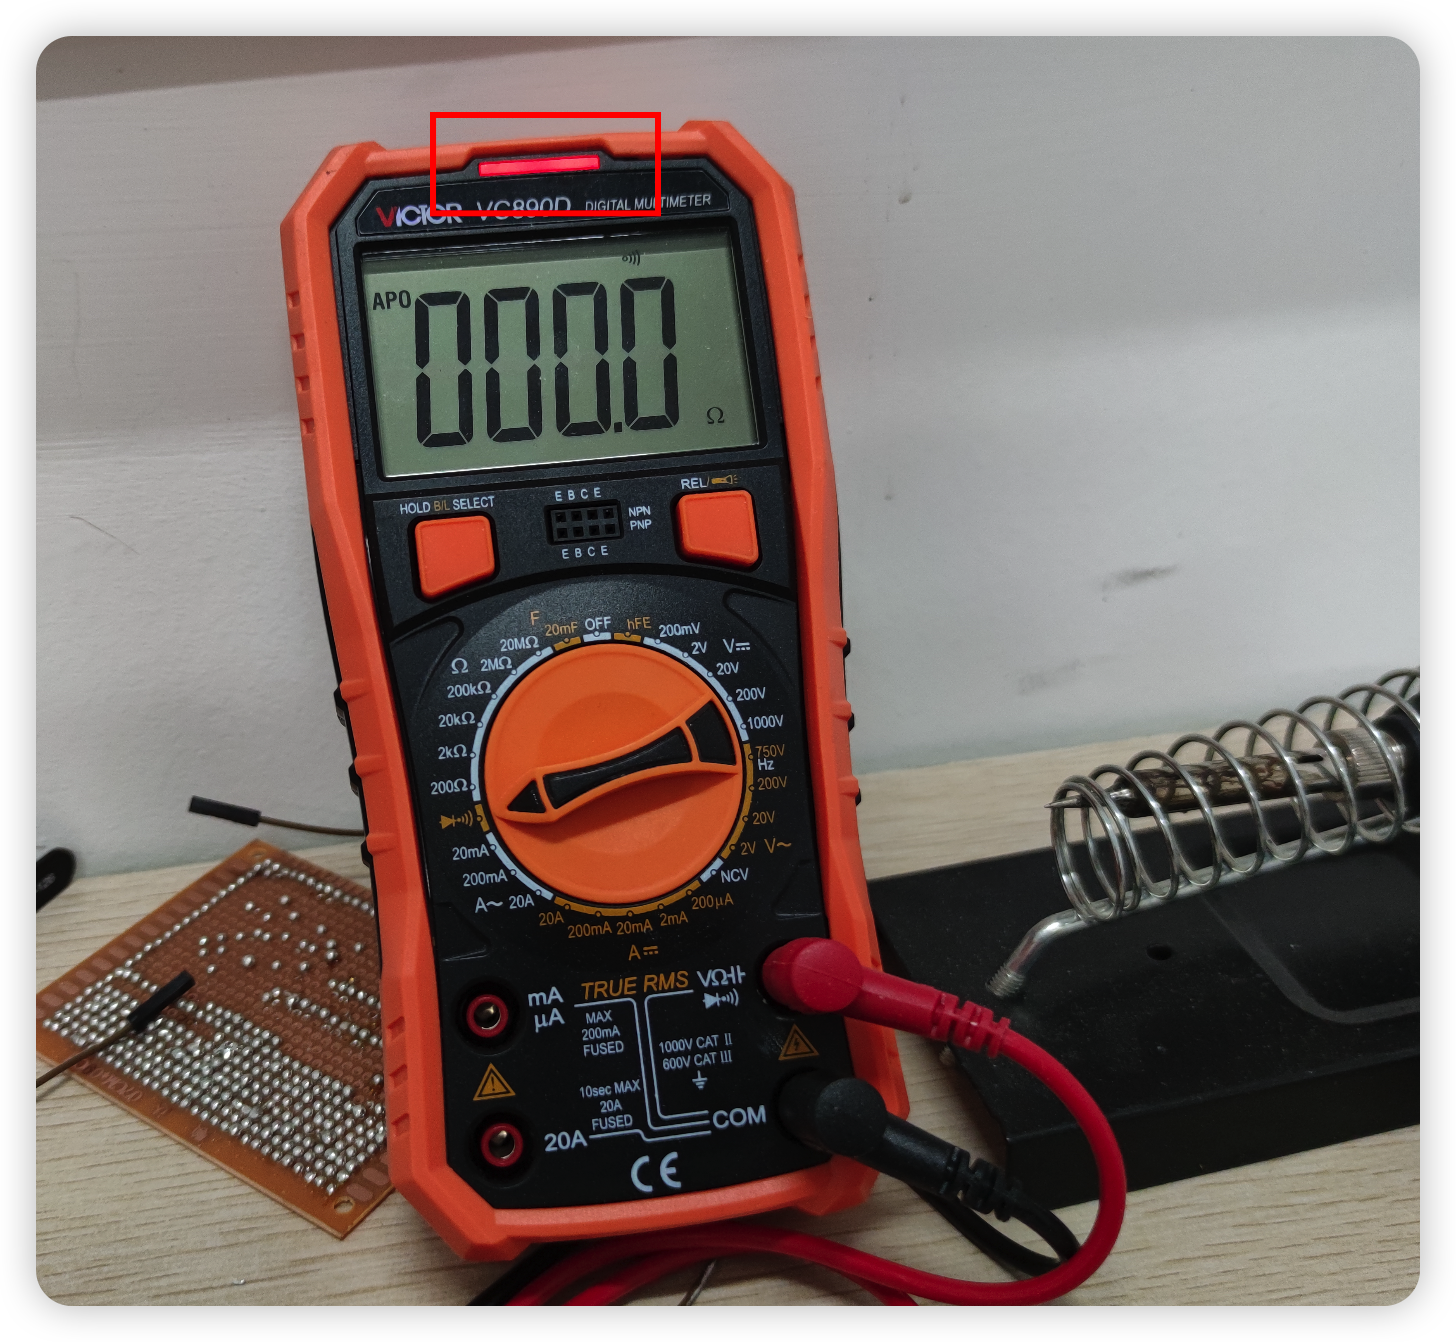 VICTOR VC890D DIGITAL MULTIMETER
APO 000.0 Ω
HOLD B/L SELECT
E B C E
NPN
PNP
E B C E
REL/
F 20mF OFF hFE 200mV
20MΩ 2V V⎓
Ω 2MΩ 20V
200kΩ 200V
20kΩ 1000V
2kΩ 750V
Hz
200Ω 200V
20V
20mA 2V V~
200mA NCV
A~ 20A 200μA
20A 200mA 20mA 2mA
A⎓
TRUE RMS
mA
μA
MAX
200mA
FUSED
VΩ
1000V CAT II
600V CAT III
10sec MAX
20A
FUSED
20A
COM
CE